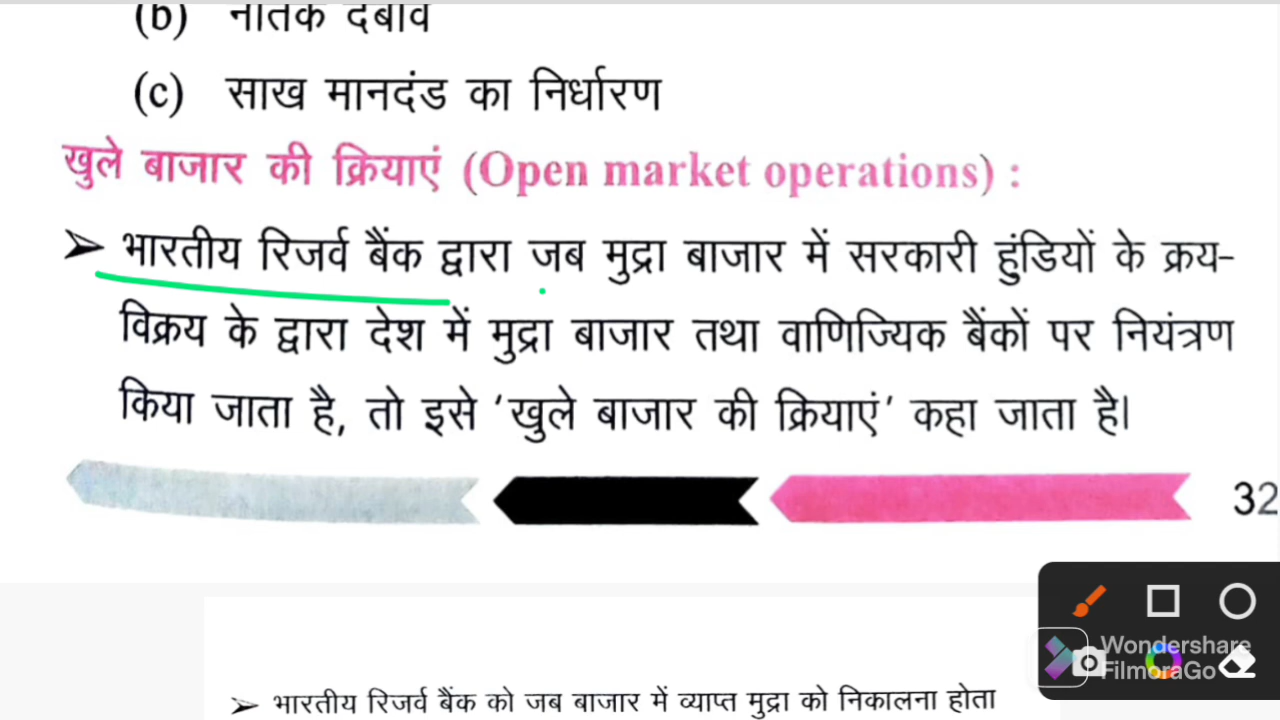 (b) नैतिक दबाव
(c) साख मानदंड का निर्धारण
खुले बाजार की क्रियाएं (Open market operations) :
➢ भारतीय रिजर्व बैंक द्वारा जब मुद्रा बाजार में सरकारी हुंडियों के क्रय-
विक्रय के द्वारा देश में मुद्रा बाजार तथा वाणिज्यिक बैंकों पर नियंत्रण
किया जाता है, तो इसे ‘खुले बाजार की क्रियाएं’ कहा जाता है।
32
Wondershare
FilmoraGo
➢ भारतीय रिजर्व बैंक को जब बाजार में व्याप्त मुद्रा को निकालना होता